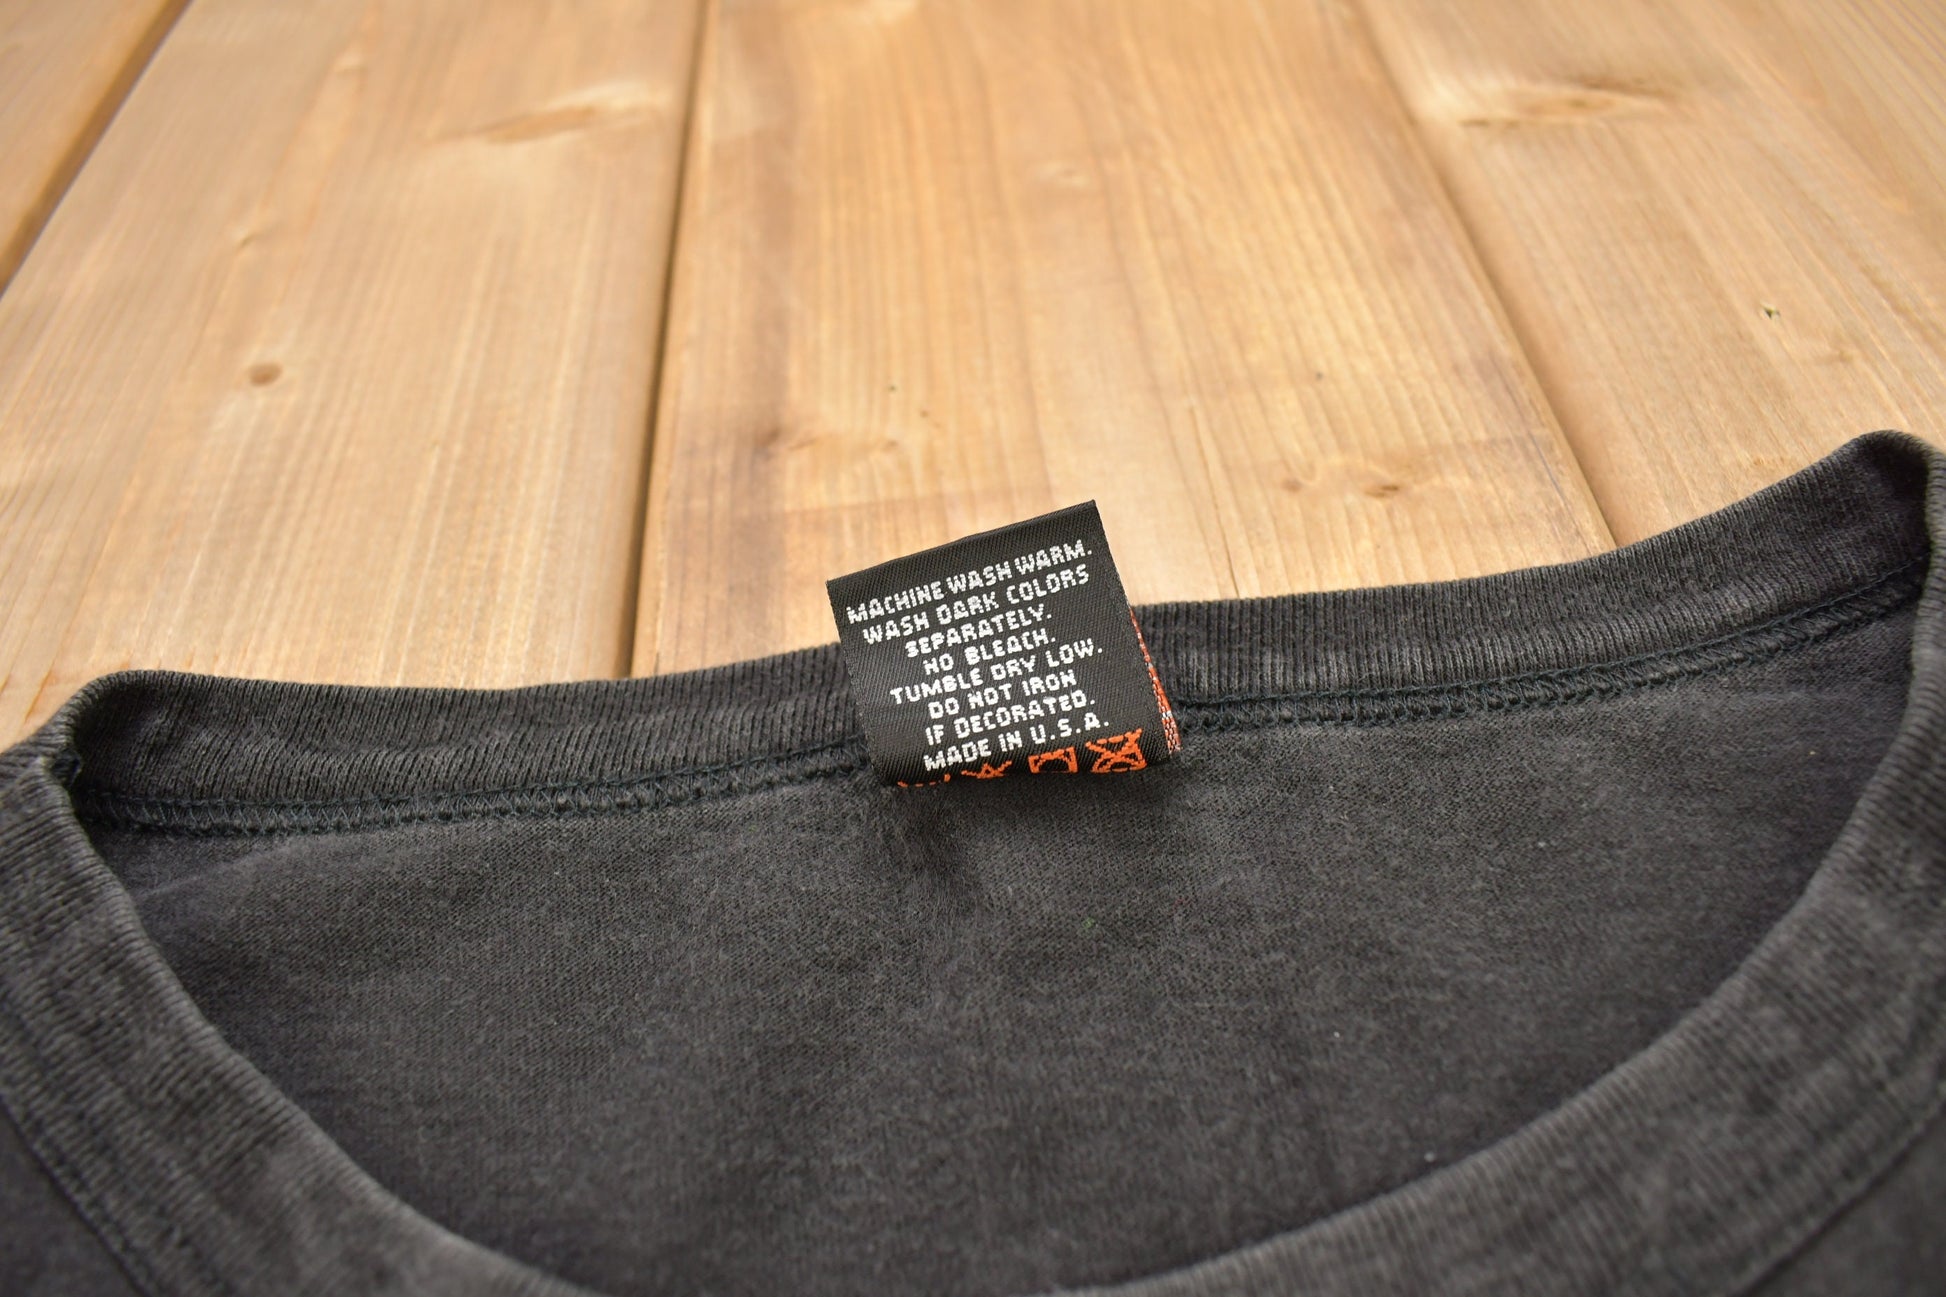 MACHINE WASH WARM.
WASH DARK COLORS
SEPARATELY.
NO BLEACH.
TUMBLE DRY LOW.
DO NOT IRON
IF DECORATED.
MADE IN U.S.A.